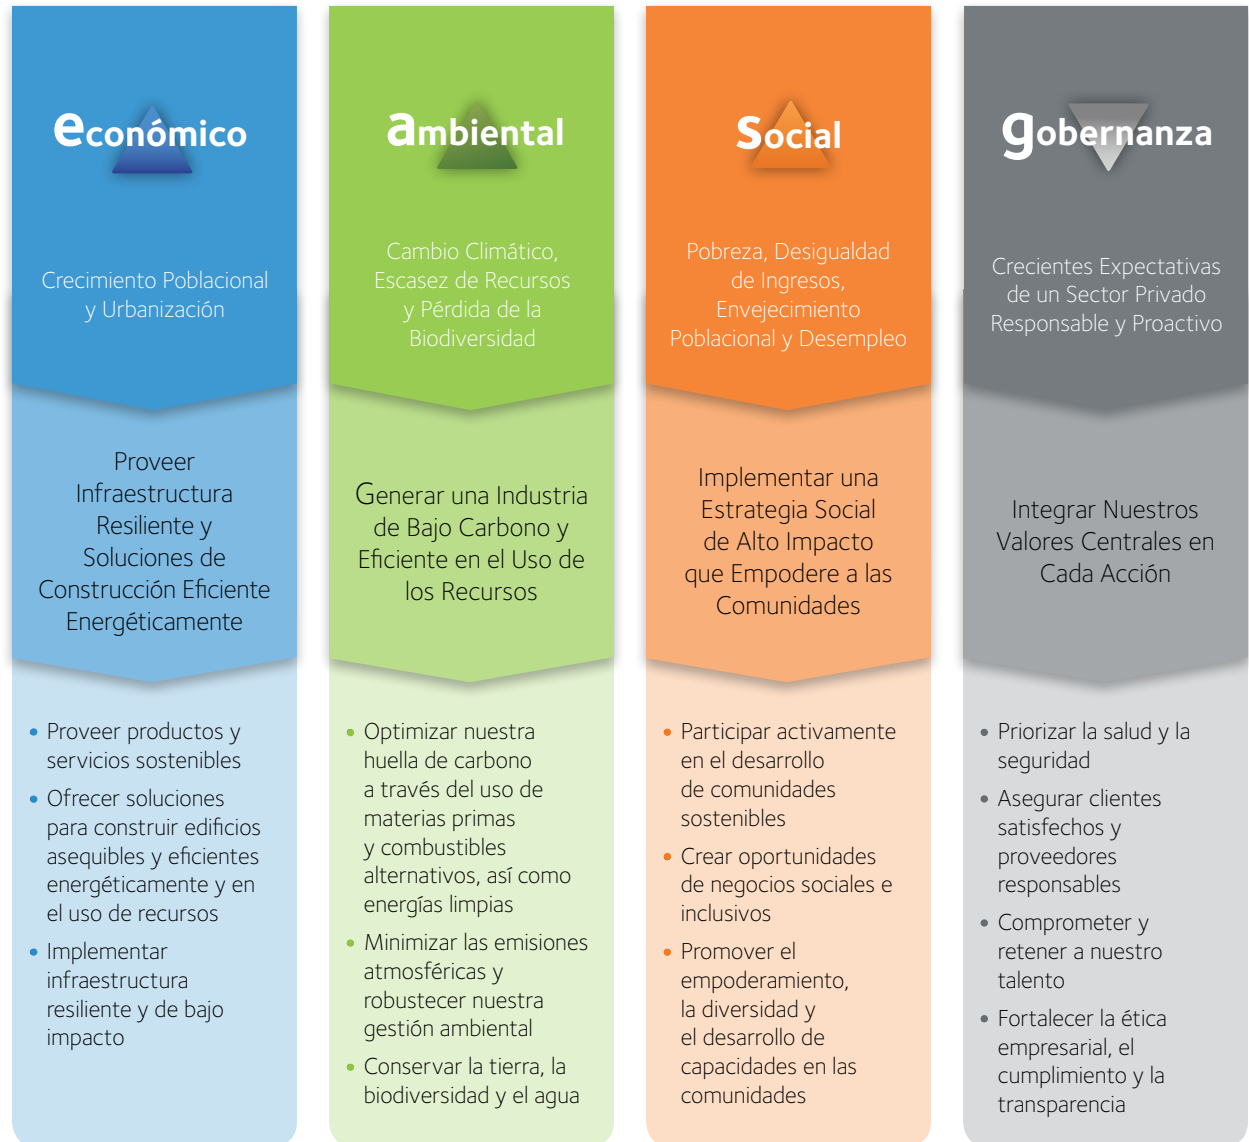 económico
Crecimiento Poblacional
y Urbanización
Proveer
Infraestructura
Resiliente y
Soluciones de
Construcción Eficiente
Energéticamente
• Proveer productos y
servicios sostenibles
• Ofrecer soluciones
para construir edificios
asequibles y eficientes
energéticamente y en
el uso de recursos
• Implementar
infraestructura
resiliente y de bajo
impacto
ambiental
Cambio Climático,
Escasez de Recursos
y Pérdida de la
Biodiversidad
Generar una Industria
de Bajo Carbono y
Eficiente en el Uso de
los Recursos
• Optimizar nuestra
huella de carbono
a través del uso de
materias primas
y combustibles
alternativos, así como
energías limpias
• Minimizar las emisiones
atmosféricas y
robustecer nuestra
gestión ambiental
• Conservar la tierra, la
biodiversidad y el agua
Social
Pobreza, Desigualdad
de Ingresos,
Envejecimiento
Poblacional y Desempleo
Implementar una
Estrategia Social
de Alto Impacto
que Empodere a las
Comunidades
• Participar activamente
en el desarrollo
de comunidades
sostenibles
• Crear oportunidades
de negocios sociales e
inclusivos
• Promover el
empoderamiento,
la diversidad y
el desarrollo de
capacidades en las
comunidades
gobernanza
Crecientes Expectativas
de un Sector Privado
Responsable y Proactivo
Integrar Nuestros
Valores Centrales en
Cada Acción
• Priorizar la salud y la
seguridad
• Asegurar clientes
satisfechos y
proveedores
responsables
• Comprometer y
retener a nuestro
talento
• Fortalecer la ética
empresarial, el
cumplimiento y la
transparencia